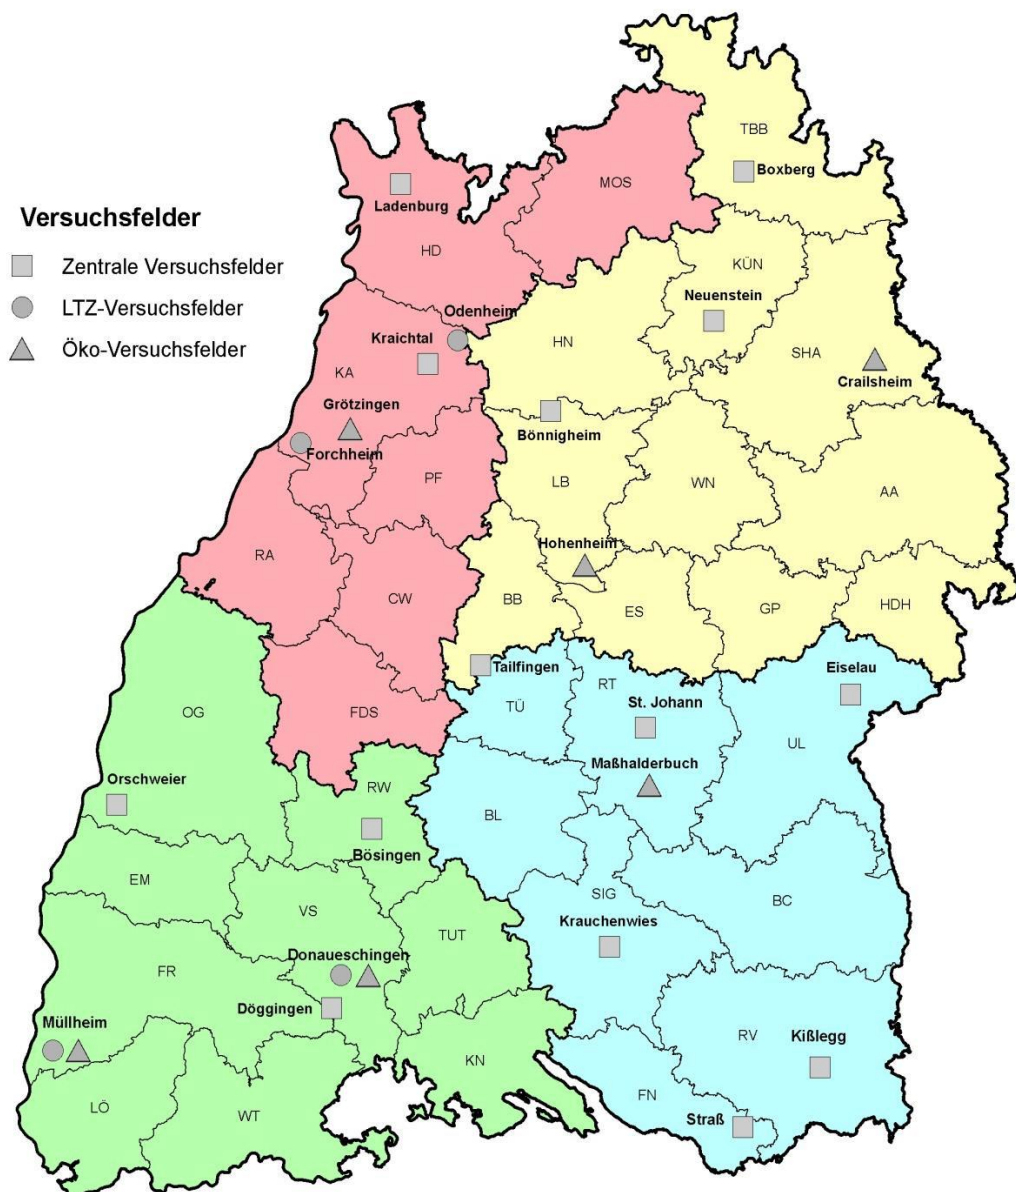 TBB
Boxberg
MOS
Ladenburg
Versuchsfelder
HD
Zentrale Versuchsfelder
KÜN
Neuenstein
LTZ-Versuchsfelder
Odenheim
Kraichtal
HN
Öko-Versuchsfelder
SHA
KA
Crailsheim
Grötzingen
Bönnigheim
Forchheim
PF
LB
WN
AA
RA
Hohenheim
CW
BB
ES
GP
HDH
Tailfingen
Eiselau
RT
OG
FDS
TÜ
St. Johann
UL
Maßhalderbuch
Orschweier
RW
BL
Bösingen
EM
SIG
BC
VS
Krauchenwies
TUT
Donaueschingen
FR
Döggingen
Müllheim
RV
Kißlegg
KN
FN
LÖ
WT
Straß